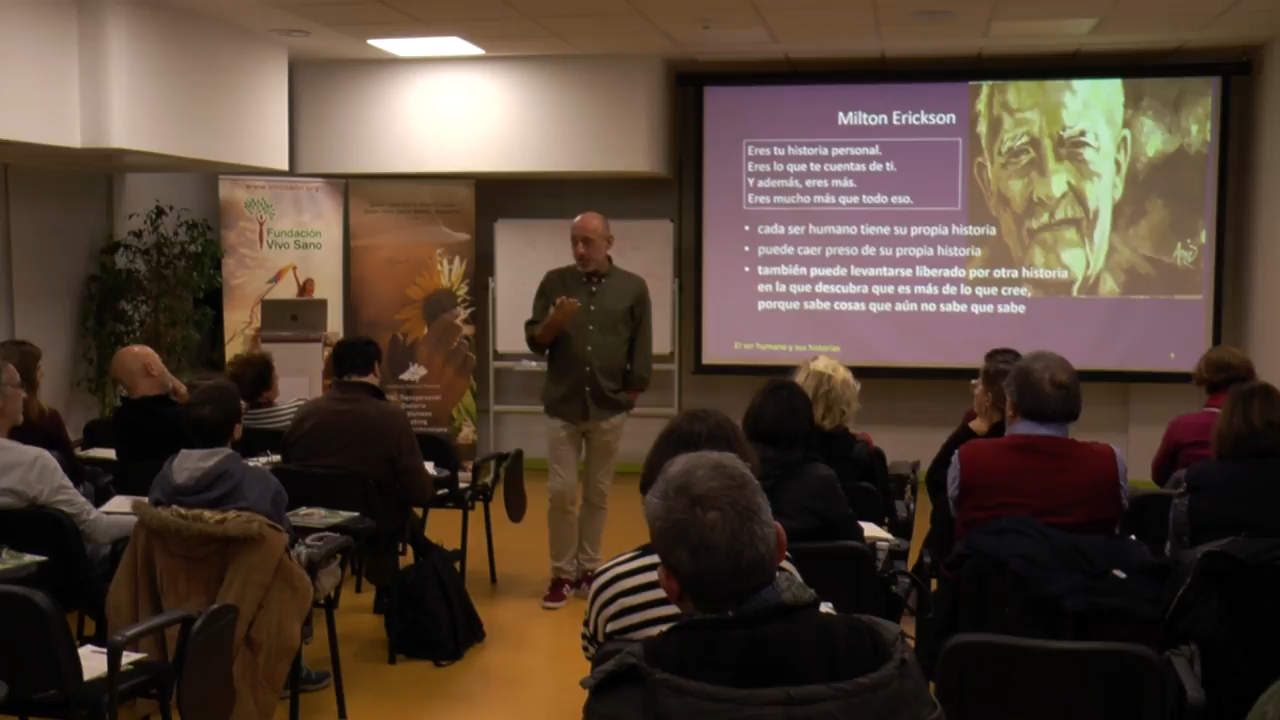 www.vivosano.org
Fundación
Vivo Sano
Milton Erickson
Eres tu historia personal.
Eres lo que te cuentas de ti.
Y además, eres más.
Eres mucho más que todo eso.
• cada ser humano tiene su propia historia
• puede caer preso de su propia historia
• también puede levantarse liberado por otra historia
en la que descubra que es más de lo que cree,
porque sabe cosas que aún no sabe que sabe
El ser humano y sus historias